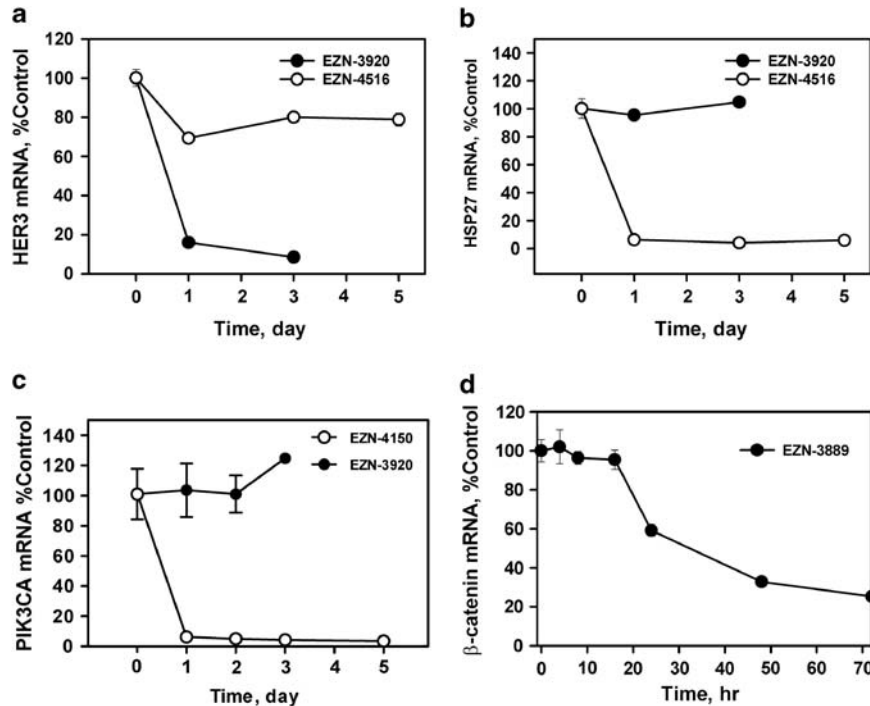 a
HER3 mRNA, %Control
120
100
80
60
40
20
0
EZN-3920
EZN-4516
0 1 2 3 4 5
Time, day
b
HSP27 mRNA, %Control
140
120
100
80
60
40
20
0
EZN-3920
EZN-4516
0 1 2 3 4 5
Time, day
c
PIK3CA mRNA %Control
140
120
100
80
60
40
20
0
EZN-4150
EZN-3920
0 1 2 3 4 5
Time, day
d
β-catenin mRNA, %Control
120
100
80
60
40
20
0
EZN-3889
0 10 20 30 40 50 60 70
Time, hr